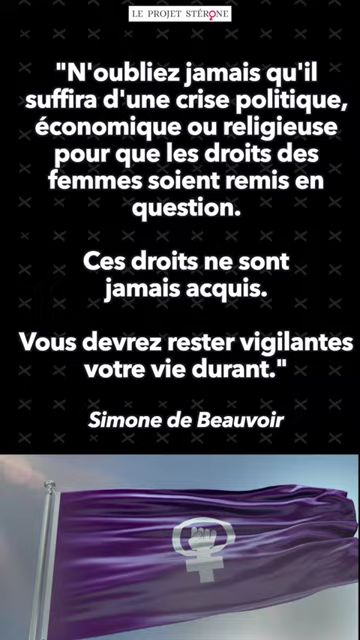 LE PROJET STÉRONE
"N'oubliez jamais qu'il
suffira d'une crise politique,
économique ou religieuse
pour que les droits des
femmes soient remis en
question.
Ces droits ne sont
jamais acquis.
Vous devrez rester vigilantes
votre vie durant."
Simone de Beauvoir